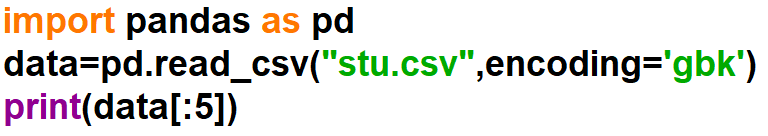 import pandas as pd
data=pd.read_csv("stu.csv",encoding='gbk')
print(data[:5])